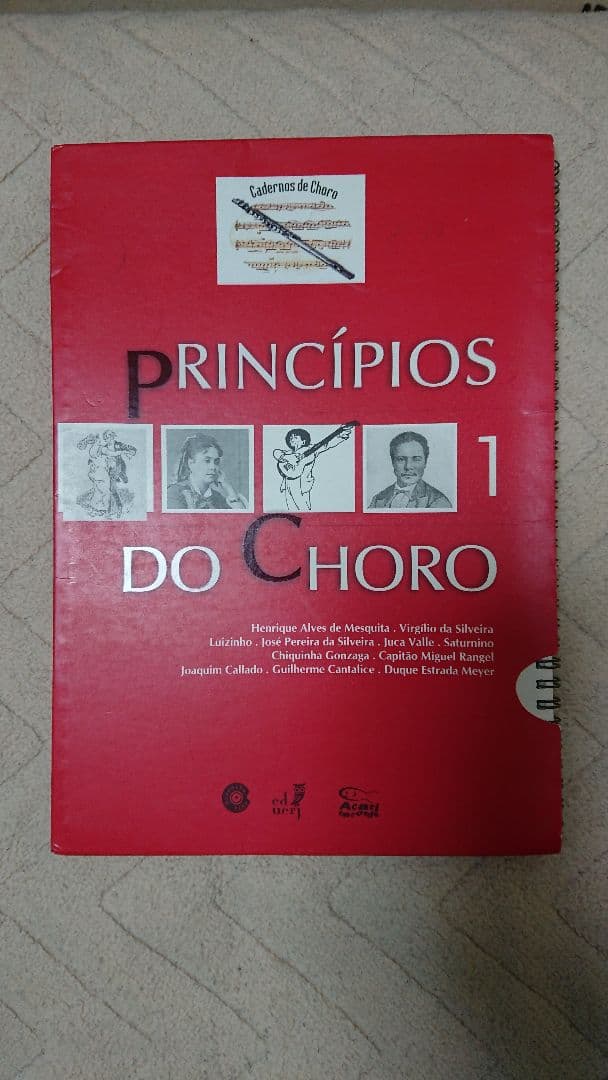 Cadernos de Choro
PRINCÍPIOS
1
DO CHORO
Henrique Alves de Mesquita . Virgílio da Silveira
Luizinho . José Pereira da Silveira . Juca Valle . Saturnino
Chiquinha Gonzaga . Capitão Miguel Rangel
Joaquim Callado . Guilherme Cantalice . Duque Estrada Meyer
ed
uerj
Acari